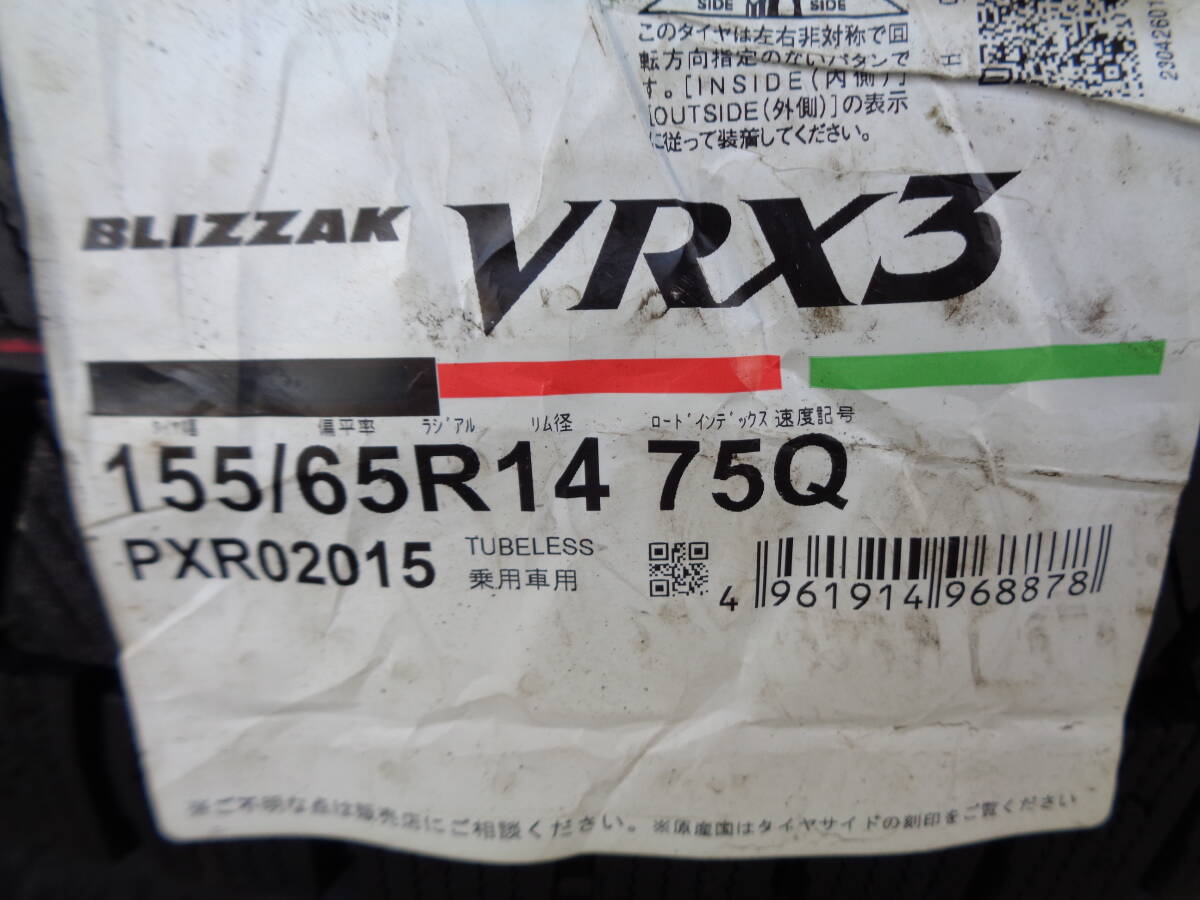 SIDE SIDE
このタイヤは左右非対称で回
転方向指定のないパタンで
す。[INSIDE(内側)]
[OUTSIDE(外側)]の表示
に従って装着してください。
H
2304260
BLIZZAK VRX3
タイヤ幅 偏平率 ラジアル リム径 ロードインデックス 速度記号
155/65R14 75Q
PXR02015
TUBELESS
乗用車用
4 961914 968878
※ご不明な点は販売店にご相談ください。※原産国はタイヤサイドの刻印をご覧ください